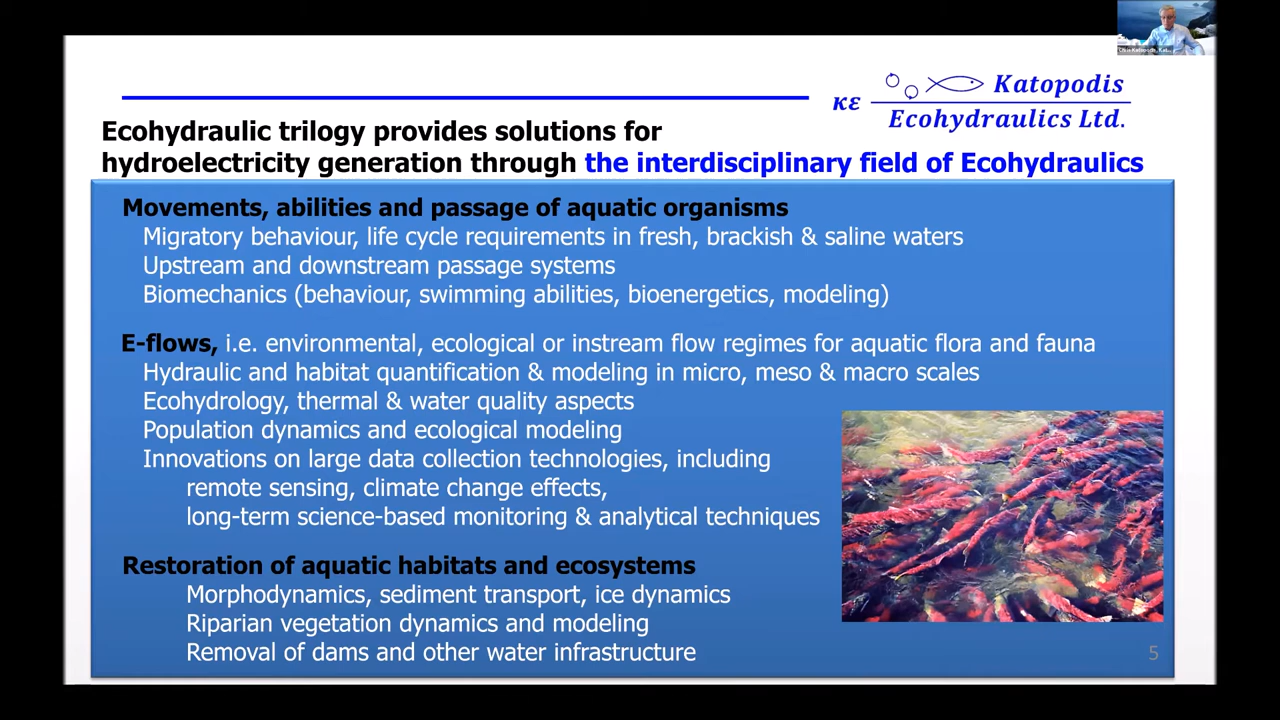 κε Katopodis
Ecohydraulics Ltd.
Ecohydraulic trilogy provides solutions for
hydroelectricity generation through the interdisciplinary field of Ecohydraulics
Movements, abilities and passage of aquatic organisms
Migratory behaviour, life cycle requirements in fresh, brackish & saline waters
Upstream and downstream passage systems
Biomechanics (behaviour, swimming abilities, bioenergetics, modeling)
E-flows, i.e. environmental, ecological or instream flow regimes for aquatic flora and fauna
Hydraulic and habitat quantification & modeling in micro, meso & macro scales
Ecohydrology, thermal & water quality aspects
Population dynamics and ecological modeling
Innovations on large data collection technologies, including
remote sensing, climate change effects,
long-term science-based monitoring & analytical techniques
Restoration of aquatic habitats and ecosystems
Morphodynamics, sediment transport, ice dynamics
Riparian vegetation dynamics and modeling
Removal of dams and other water infrastructure
5